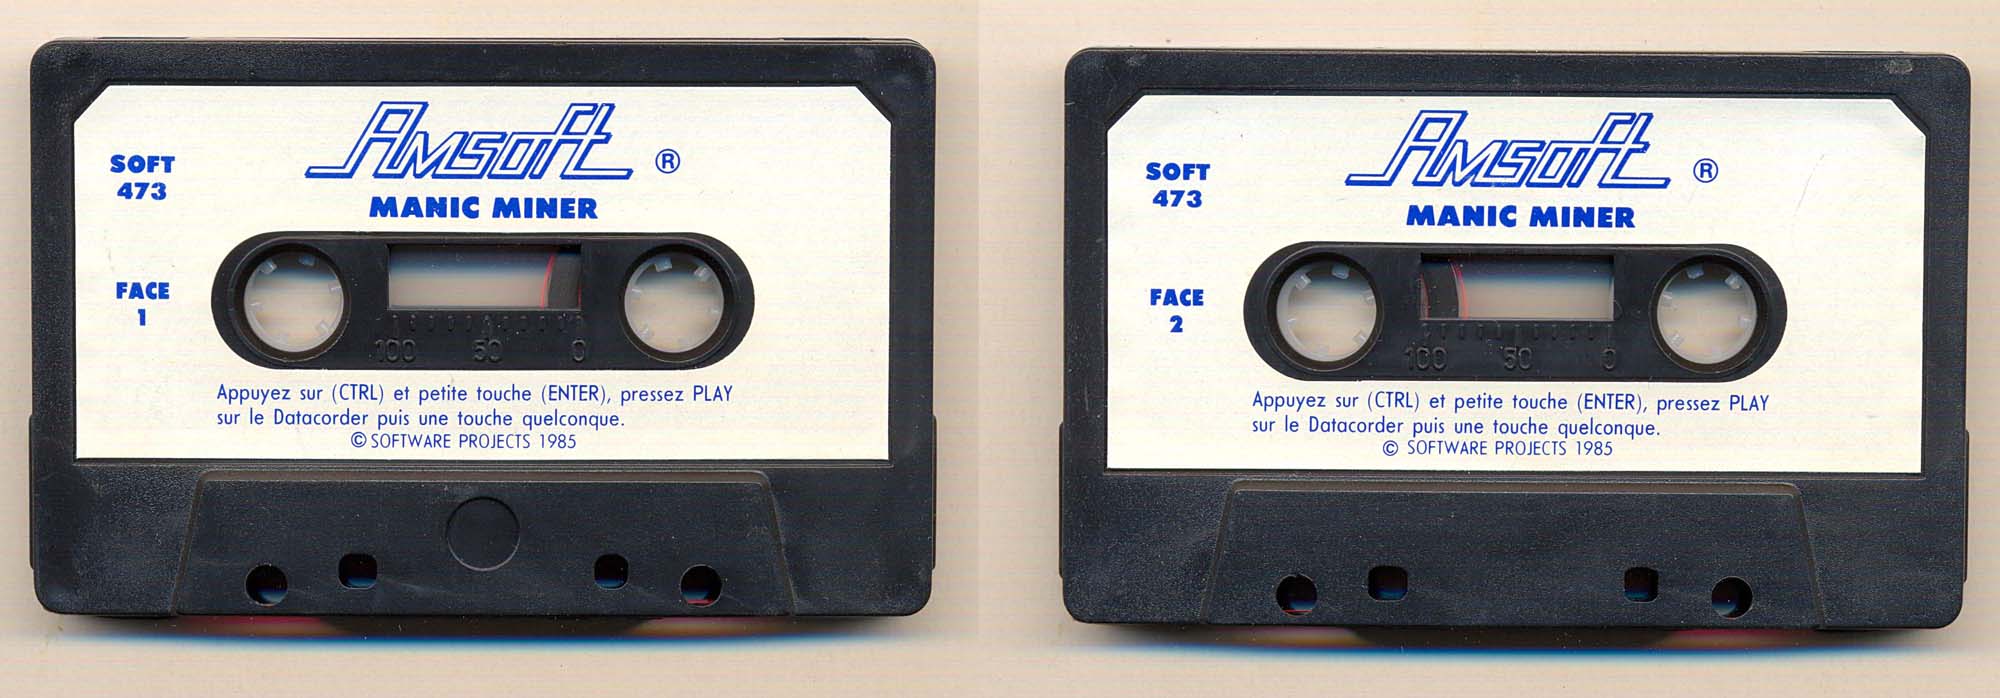 Amsoft ®
MANIC MINER
SOFT
473
FACE
1
100 50 0
Appuyez sur (CTRL) et petite touche (ENTER), pressez PLAY
sur le Datacorder puis une touche quelconque.
© SOFTWARE PROJECTS 1985
Amsoft ®
MANIC MINER
SOFT
473
FACE
2
100 50 0
Appuyez sur (CTRL) et petite touche (ENTER), pressez PLAY
sur le Datacorder puis une touche quelconque.
© SOFTWARE PROJECTS 1985